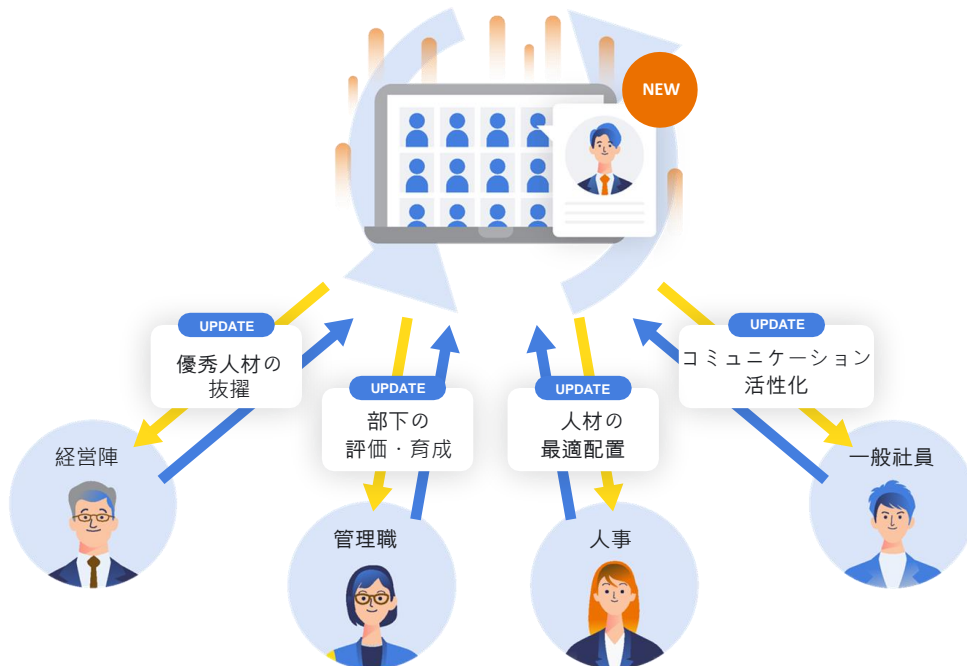 NEW
UPDATE
優秀人材の
抜擢
UPDATE
部下の
評価・育成
UPDATE
人材の
最適配置
UPDATE
コミュニケーション
活性化
経営陣
管理職
人事
一般社員